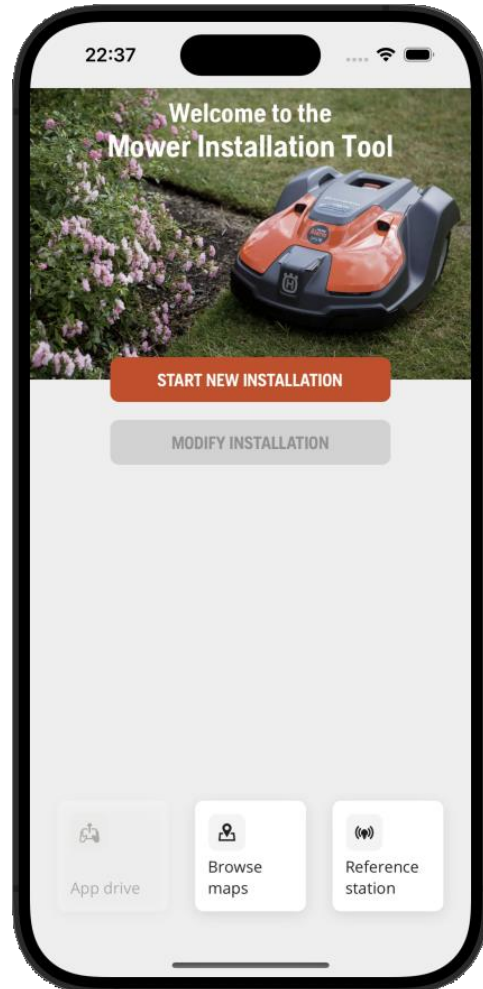 22:37
Welcome to the
Mower Installation Tool
START NEW INSTALLATION
MODIFY INSTALLATION
App drive
Browse
maps
Reference
station